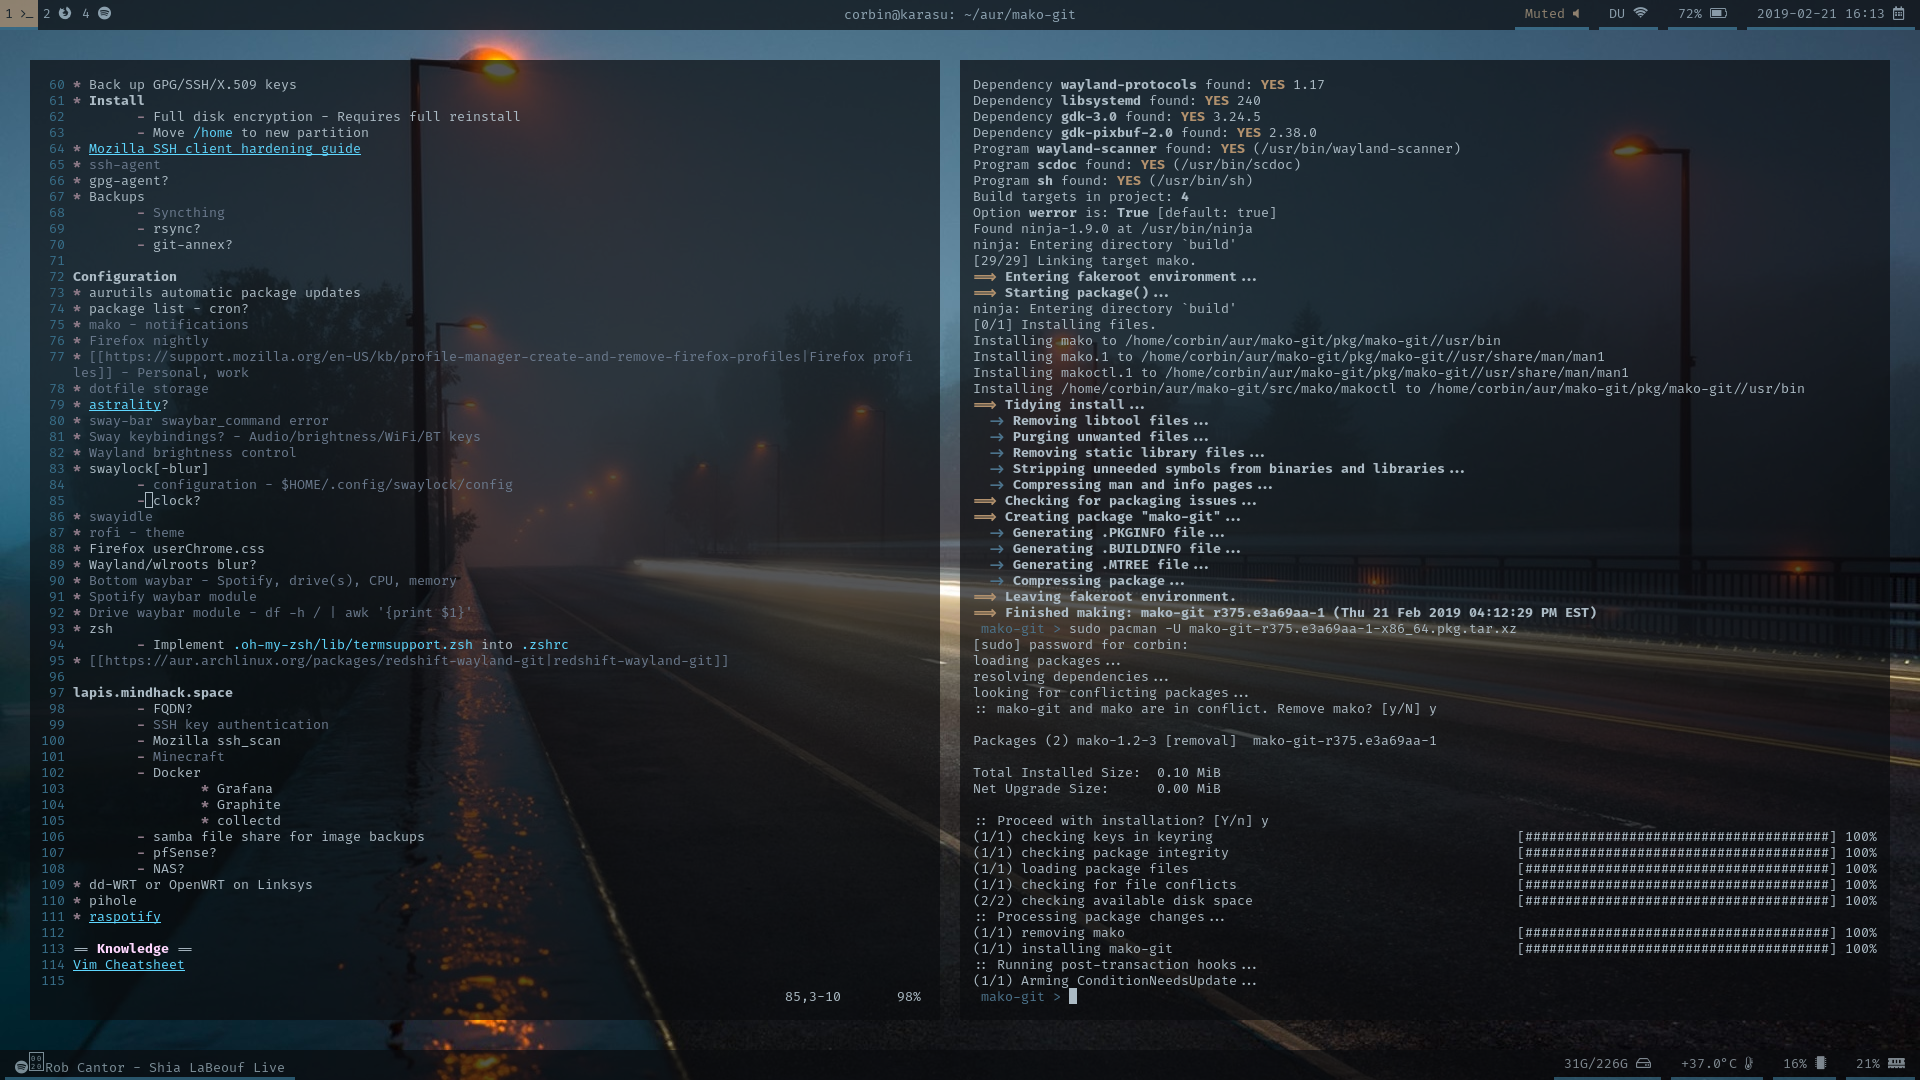 1 >_ 2 4
corbin@karasu: ~/aur/mako-git
Muted DU 72% 2019-02-21 16:13
60 * Back up GPG/SSH/X.509 keys
61 * Install
62 - Full disk encryption - Requires full reinstall
63 - Move /home to new partition
64 * Mozilla SSH client hardening guide
65 * ssh-agent
66 * gpg-agent?
67 * Backups
68 - Syncthing
69 - rsync?
70 - git-annex?
71
72 Configuration
73 * aurutils automatic package updates
74 * package list - cron?
75 * mako - notifications
76 * Firefox nightly
77 * [[https://support.mozilla.org/en-US/kb/profile-manager-create-and-remove-firefox-profiles|Firefox profi
les]] - Personal, work
78 * dotfile storage
79 * astrality?
80 * sway-bar swaybar_command error
81 * Sway keybindings? - Audio/brightness/WiFi/BT keys
82 * Wayland brightness control
83 * swaylock[-blur]
84 - configuration - $HOME/.config/swaylock/config
85 - clock?
86 * swayidle
87 * rofi - theme
88 * Firefox userChrome.css
89 * Wayland/wlroots blur?
90 * Bottom waybar - Spotify, drive(s), CPU, memory
91 * Spotify waybar module
92 * Drive waybar module - df -h / | awk '{print $1}'
93 * zsh
94 - Implement .oh-my-zsh/lib/termsupport.zsh into .zshrc
95 * [[https://aur.archlinux.org/packages/redshift-wayland-git|redshift-wayland-git]]
96
97 lapis.mindhack.space
98 - FQDN?
99 - SSH key authentication
100 - Mozilla ssh_scan
101 - Minecraft
102 - Docker
103 * Grafana
104 * Graphite
105 * collectd
106 - samba file share for image backups
107 - pfSense?
108 - NAS?
109 * dd-WRT or OpenWRT on Linksys
110 * pihole
111 * raspotify
112
113 == Knowledge ==
114 Vim Cheatsheet
115
85,3-10 98%
Dependency wayland-protocols found: YES 1.17
Dependency libsystemd found: YES 240
Dependency gdk-3.0 found: YES 3.24.5
Dependency gdk-pixbuf-2.0 found: YES 2.38.0
Program wayland-scanner found: YES (/usr/bin/wayland-scanner)
Program scdoc found: YES (/usr/bin/scdoc)
Program sh found: YES (/usr/bin/sh)
Build targets in project: 4
Option werror is: True [default: true]
Found ninja-1.9.0 at /usr/bin/ninja
ninja: Entering directory `build'
[29/29] Linking target mako.
==> Entering fakeroot environment...
==> Starting package()...
ninja: Entering directory `build'
[0/1] Installing files.
Installing mako to /home/corbin/aur/mako-git/pkg/mako-git//usr/bin
Installing mako.1 to /home/corbin/aur/mako-git/pkg/mako-git//usr/share/man/man1
Installing makoctl.1 to /home/corbin/aur/mako-git/pkg/mako-git//usr/share/man/man1
Installing /home/corbin/aur/mako-git/src/mako/makoctl to /home/corbin/aur/mako-git/pkg/mako-git//usr/bin
==> Tidying install...
-> Removing libtool files...
-> Purging unwanted files...
-> Removing static library files...
-> Stripping unneeded symbols from binaries and libraries...
-> Compressing man and info pages...
==> Checking for packaging issues...
==> Creating package "mako-git"...
-> Generating .PKGINFO file...
-> Generating .BUILDINFO file...
-> Generating .MTREE file...
-> Compressing package...
==> Leaving fakeroot environment.
==> Finished making: mako-git r375.e3a69aa-1 (Thu 21 Feb 2019 04:12:29 PM EST)
mako-git > sudo pacman -U mako-git-r375.e3a69aa-1-x86_64.pkg.tar.xz
[sudo] password for corbin:
loading packages...
resolving dependencies...
looking for conflicting packages...
:: mako-git and mako are in conflict. Remove mako? [y/N] y
Packages (2) mako-1.2-3 [removal] mako-git-r375.e3a69aa-1
Total Installed Size: 0.10 MiB
Net Upgrade Size: 0.00 MiB
:: Proceed with installation? [Y/n] y
(1/1) checking keys in keyring [######################################] 100%
(1/1) checking package integrity [######################################] 100%
(1/1) loading package files [######################################] 100%
(1/1) checking for file conflicts [######################################] 100%
(2/2) checking available disk space [######################################] 100%
:: Processing package changes...
(1/1) removing mako [######################################] 100%
(1/1) installing mako-git [######################################] 100%
:: Running post-transaction hooks...
(1/1) Arming ConditionNeedsUpdate...
mako-git >
Rob Cantor - Shia LaBeouf Live
31G/226G +37.0°C 16% 21%